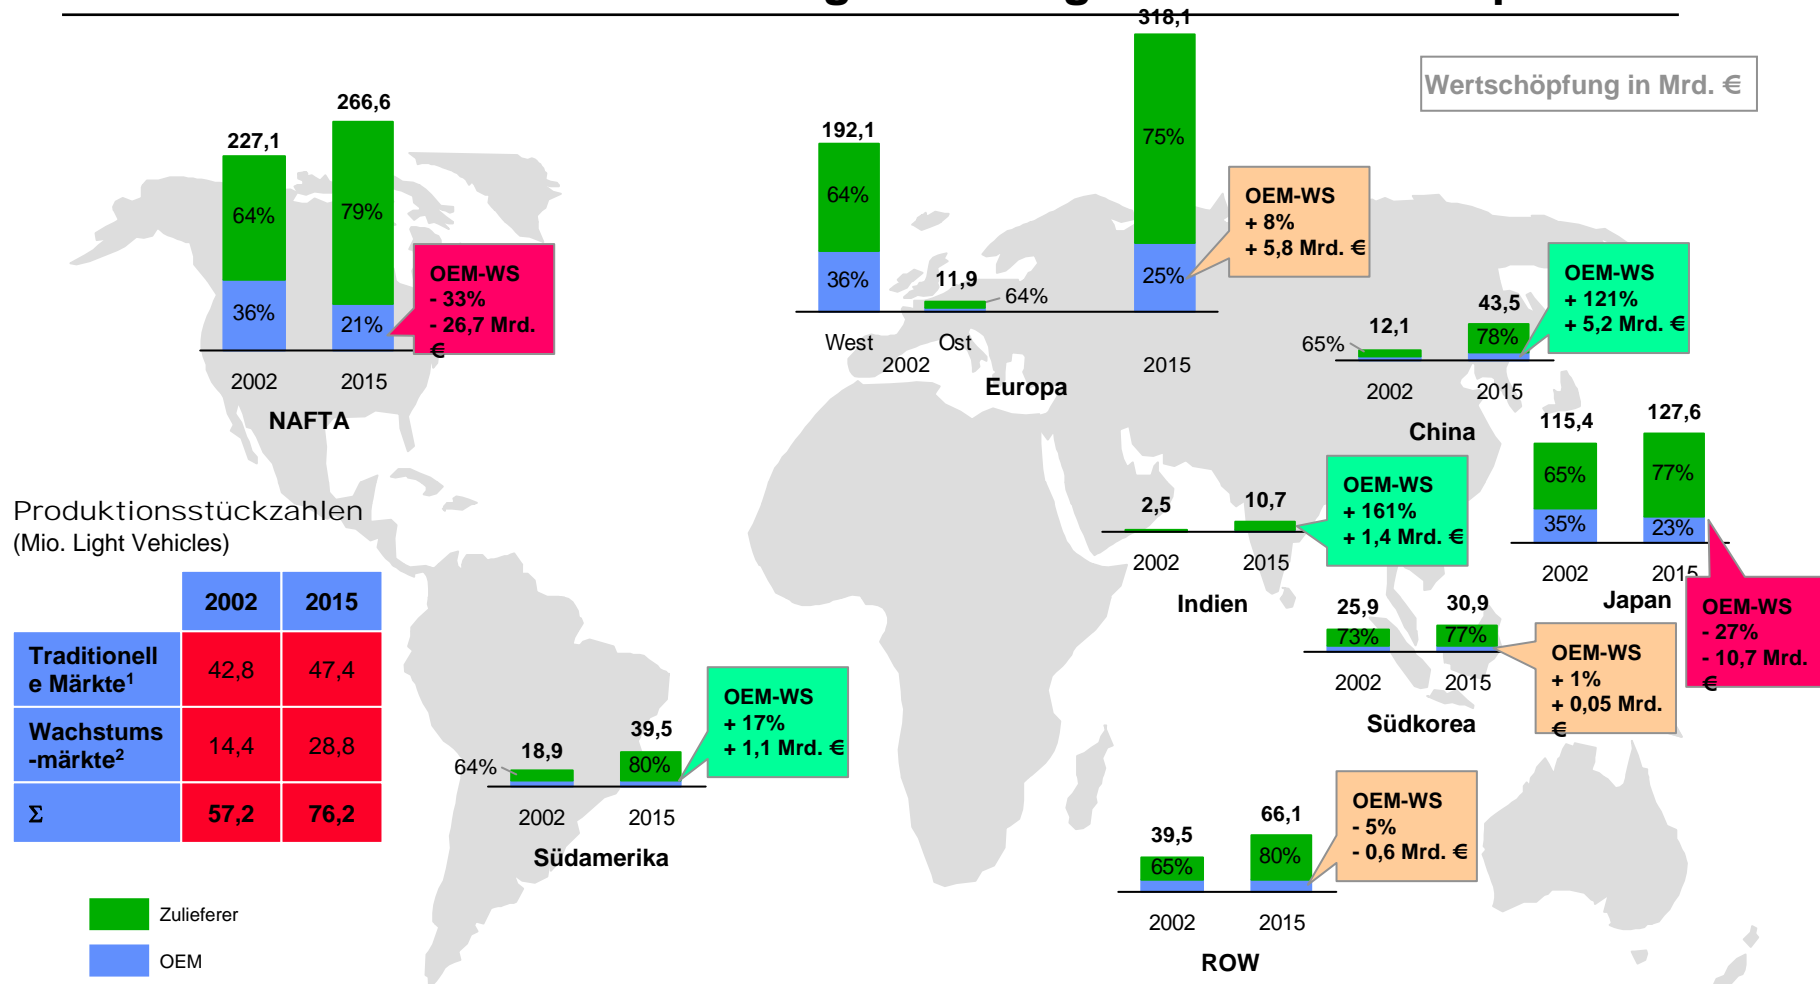 318,1
Wertschöpfung in Mrd. €
227,1
266,6
64%
79%
36%
21%
OEM-WS
- 33%
- 26,7 Mrd.
€
2002
2015
NAFTA
192,1
11,9
64%
36%
64%
75%
25%
OEM-WS
+ 8%
+ 5,8 Mrd. €
West
Ost
2002
2015
Europa
12,1
43,5
65%
78%
OEM-WS
+ 121%
+ 5,2 Mrd. €
2002
2015
China
115,4
127,6
65%
77%
35%
23%
2002
2015
Japan
OEM-WS
- 27%
- 10,7 Mrd.
€
2,5
10,7
OEM-WS
+ 161%
+ 1,4 Mrd. €
2002
2015
Indien
25,9
30,9
73%
77%
2002
2015
Südkorea
OEM-WS
+ 1%
+ 0,05 Mrd.
€
Produktionsstückzahlen
(Mio. Light Vehicles)
2002 2015
Traditionell
e Märkte¹ 42,8 47,4
Wachstums
-märkte² 14,4 28,8
Σ 57,2 76,2
18,9
39,5
64%
80%
OEM-WS
+ 17%
+ 1,1 Mrd. €
2002
2015
Südamerika
39,5
66,1
65%
80%
OEM-WS
- 5%
- 0,6 Mrd. €
2002
2015
ROW
Zulieferer
OEM